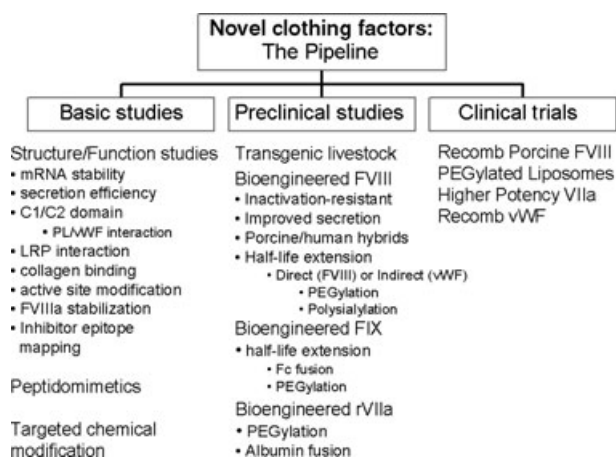 Novel clothing factors:
The Pipeline
Basic studies
Structure/Function studies
• mRNA stability
• secretion efficiency
• C1/C2 domain
• PL/vWF interaction
• LRP interaction
• collagen binding
• active site modification
• FVIIIa stabilization
• Inhibitor epitope
mapping
Peptidomimetics
Targeted chemical
modification
Preclinical studies
Transgenic livestock
Bioengineered FVIII
• Inactivation-resistant
• Improved secretion
• Porcine/human hybrids
• Half-life extension
• Direct (FVIII) or Indirect (vWF)
• PEGylation
• Polysialylation
Bioengineered FIX
• half-life extension
• Fc fusion
• PEGylation
Bioengineered rVIIa
• PEGylation
• Albumin fusion
Clinical trials
Recomb Porcine FVIII
PEGylated Liposomes
Higher Potency VIIa
Recomb vWF